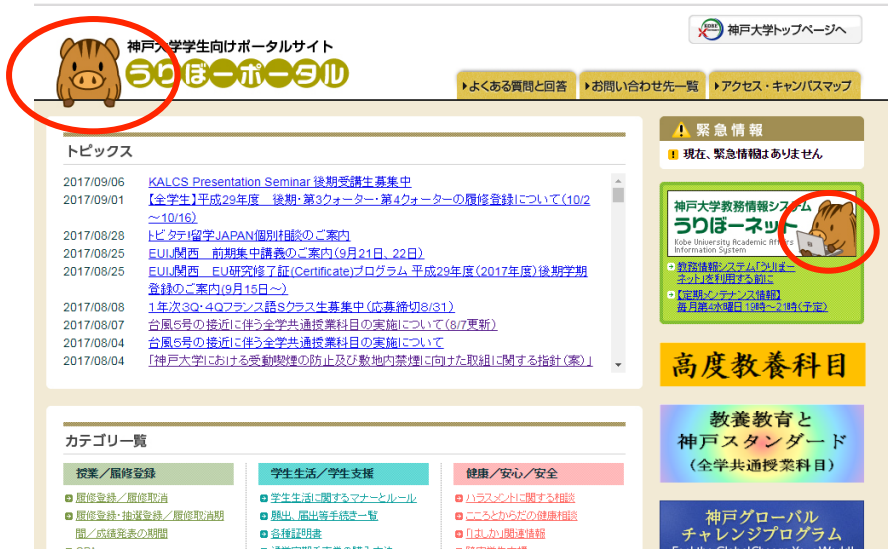 神戸大学学生向けポータルサイト
うりぼーポータル
神戸大学トップページへ
よくある質問と回答
お問い合わせ先一覧
アクセス・キャンパスマップ
トピックス
2017/09/06 KALCS Presentation Seminar 後期受講生募集中
2017/09/01 【全学生】平成29年度 後期・第3クォーター・第4クォーターの履修登録について(10/2
～10/16)
2017/08/28 トビタテ!留学JAPAN個別相談のご案内
2017/08/25 EUIJ関西 前期集中講義のご案内(9月21日、22日)
2017/08/25 EUIJ関西 EU研究修了証(Certificate)プログラム 平成29年度(2017年度)後期学期
登録のご案内(9月15日～)
2017/08/08 1年次3Q・4Qフランス語Sクラス生募集中(応募締切8/31)
2017/08/07 台風5号の接近に伴う全学共通授業科目の実施について(8/7更新)
2017/08/04 台風5号の接近に伴う全学共通授業科目の実施について
2017/08/04 「神戸大学における受動喫煙の防止及び敷地内禁煙に向けた取組に関する指針(案)」
緊急情報
現在、緊急情報はありません
神戸大学教務情報システム
うりぼーネット
Kobe University Academic Affairs
Information System
教務情報システム「うりぼー
ネット」を利用する前に
【定期メンテナンス情報】
毎月第4水曜日19時～21時(予定)
高度教養科目
教養教育と
神戸スタンダード
(全学共通授業科目)
神戸グローバル
チャレンジプログラム
カテゴリ一覧
授業／履修登録
履修登録／履修取消
履修登録・抽選登録／履修取消期
間／成績発表の期間
学生生活／学生支援
学生生活に関するマナーとルール
願出、届出等手続き一覧
各種証明書
健康／安心／安全
ハラスメントに関する相談
こころとからだの健康相談
「はしか」関連情報